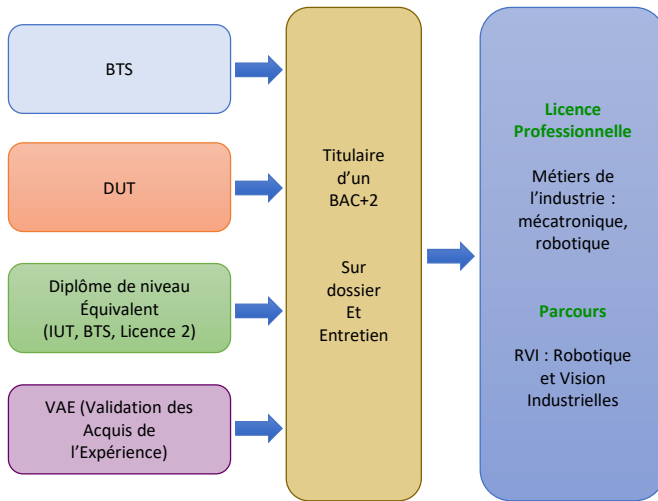 BTS
DUT
Diplôme de niveau
Équivalent
(IUT, BTS, Licence 2)
VAE (Validation des
Acquis de
l’Expérience)
Titulaire
d’un
BAC+2
Sur
dossier
Et
Entretien
Licence
Professionnelle
Métiers de
l’industrie :
mécatronique,
robotique
Parcours
RVI : Robotique
et Vision
Industrielles